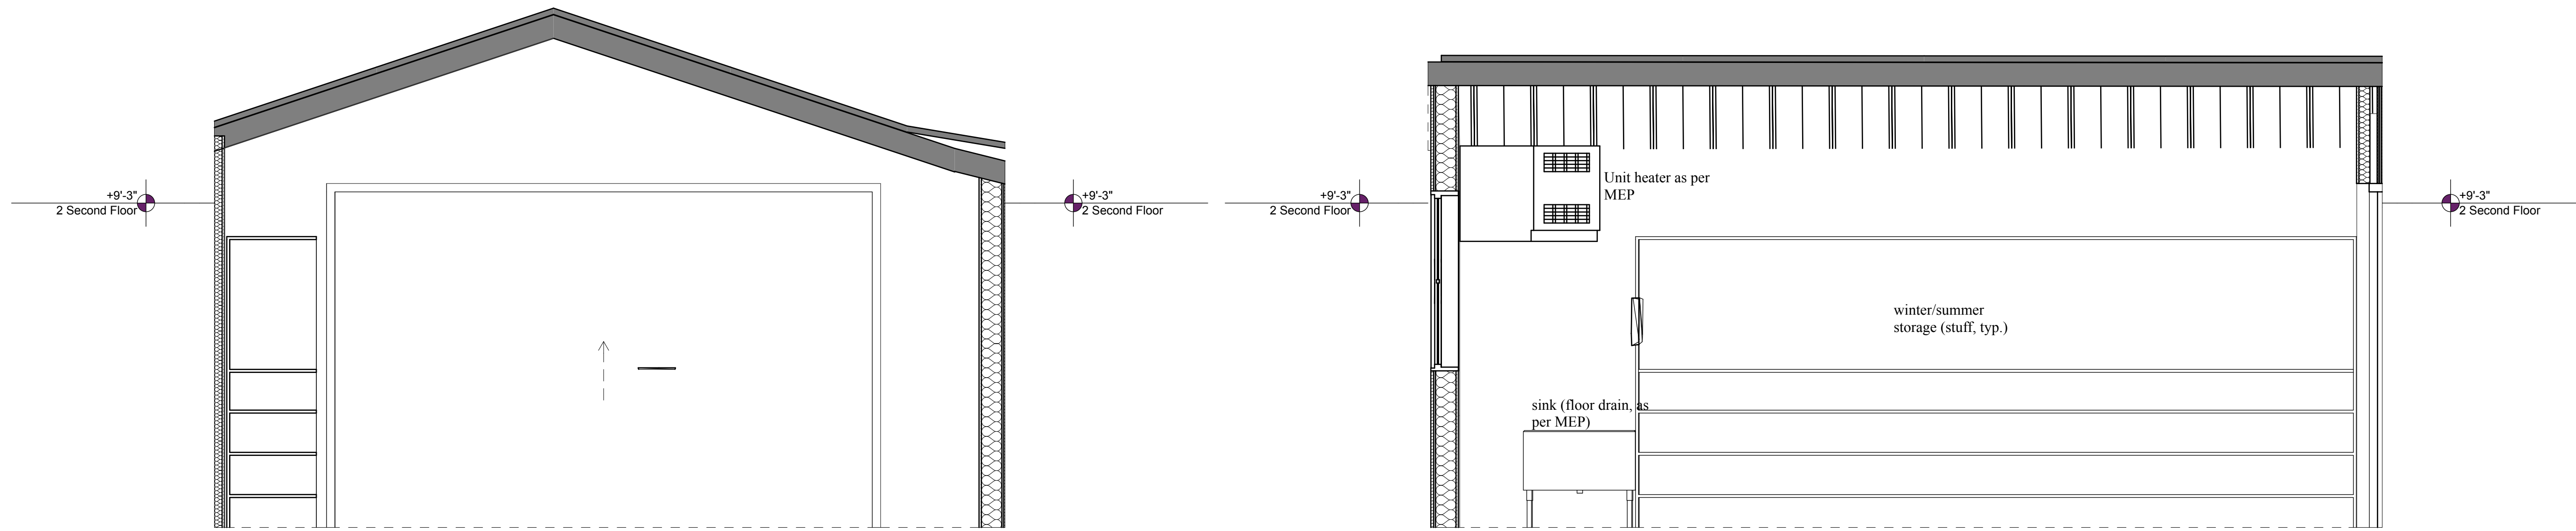 +9'-3"
2 Second Floor
+9'-3"
2 Second Floor
+9'-3"
2 Second Floor
Unit heater as per
MEP
+9'-3"
2 Second Floor
winter/summer
storage (stuff, typ.)
sink (floor drain, as
per MEP)